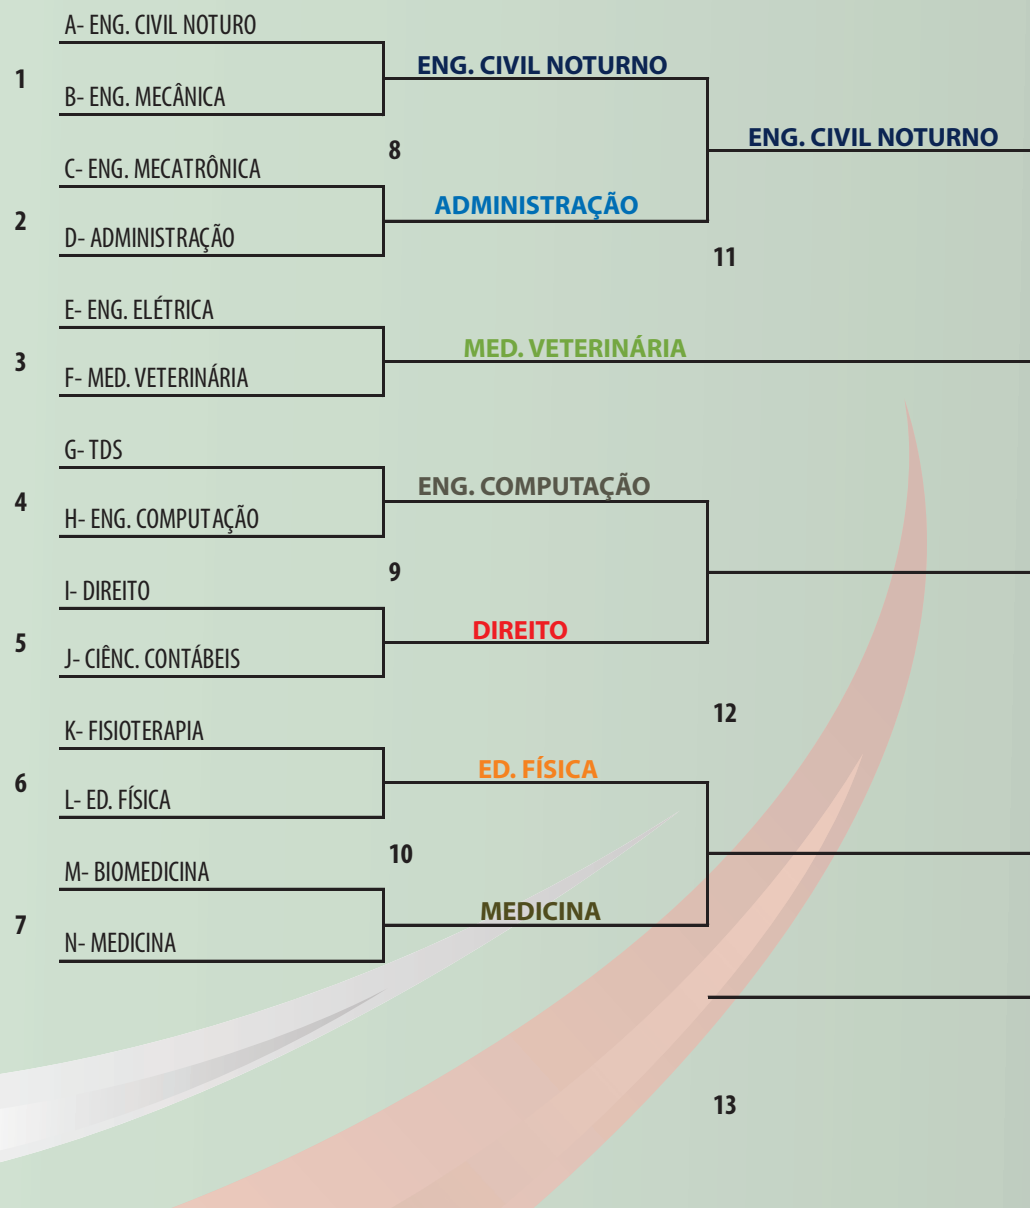 A- ENG. CIVIL NOTURO
1
ENG. CIVIL NOTURNO
B- ENG. MECÂNICA
8
ENG. CIVIL NOTURNO
C- ENG. MECATRÔNICA
2
ADMINISTRAÇÃO
D- ADMINISTRAÇÃO
11
E- ENG. ELÉTRICA
3
MED. VETERINÁRIA
F- MED. VETERINÁRIA
G- TDS
4
ENG. COMPUTAÇÃO
H- ENG. COMPUTAÇÃO
9
I- DIREITO
5
DIREITO
J- CIÊNC. CONTÁBEIS
12
K- FISIOTERAPIA
6
ED. FÍSICA
L- ED. FÍSICA
10
M- BIOMEDICINA
7
MEDICINA
N- MEDICINA
13